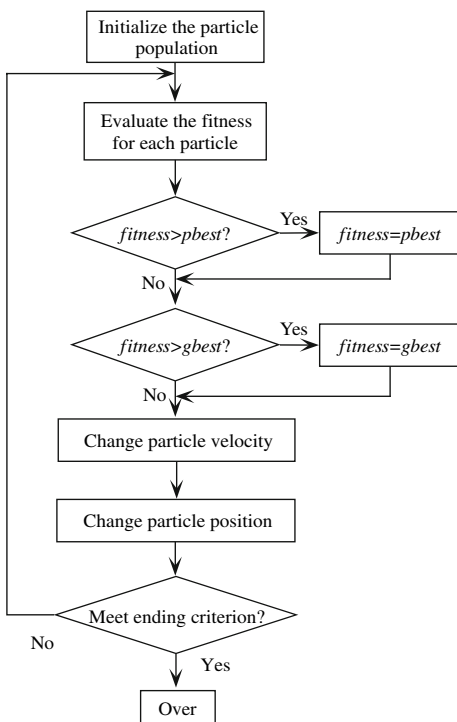 Initialize the particle
population
Evaluate the fitness
for each particle
fitness>pbest?
Yes
fitness=pbest
No
fitness>gbest?
Yes
fitness=gbest
No
Change particle velocity
Change particle position
Meet ending criterion?
No
Yes
Over